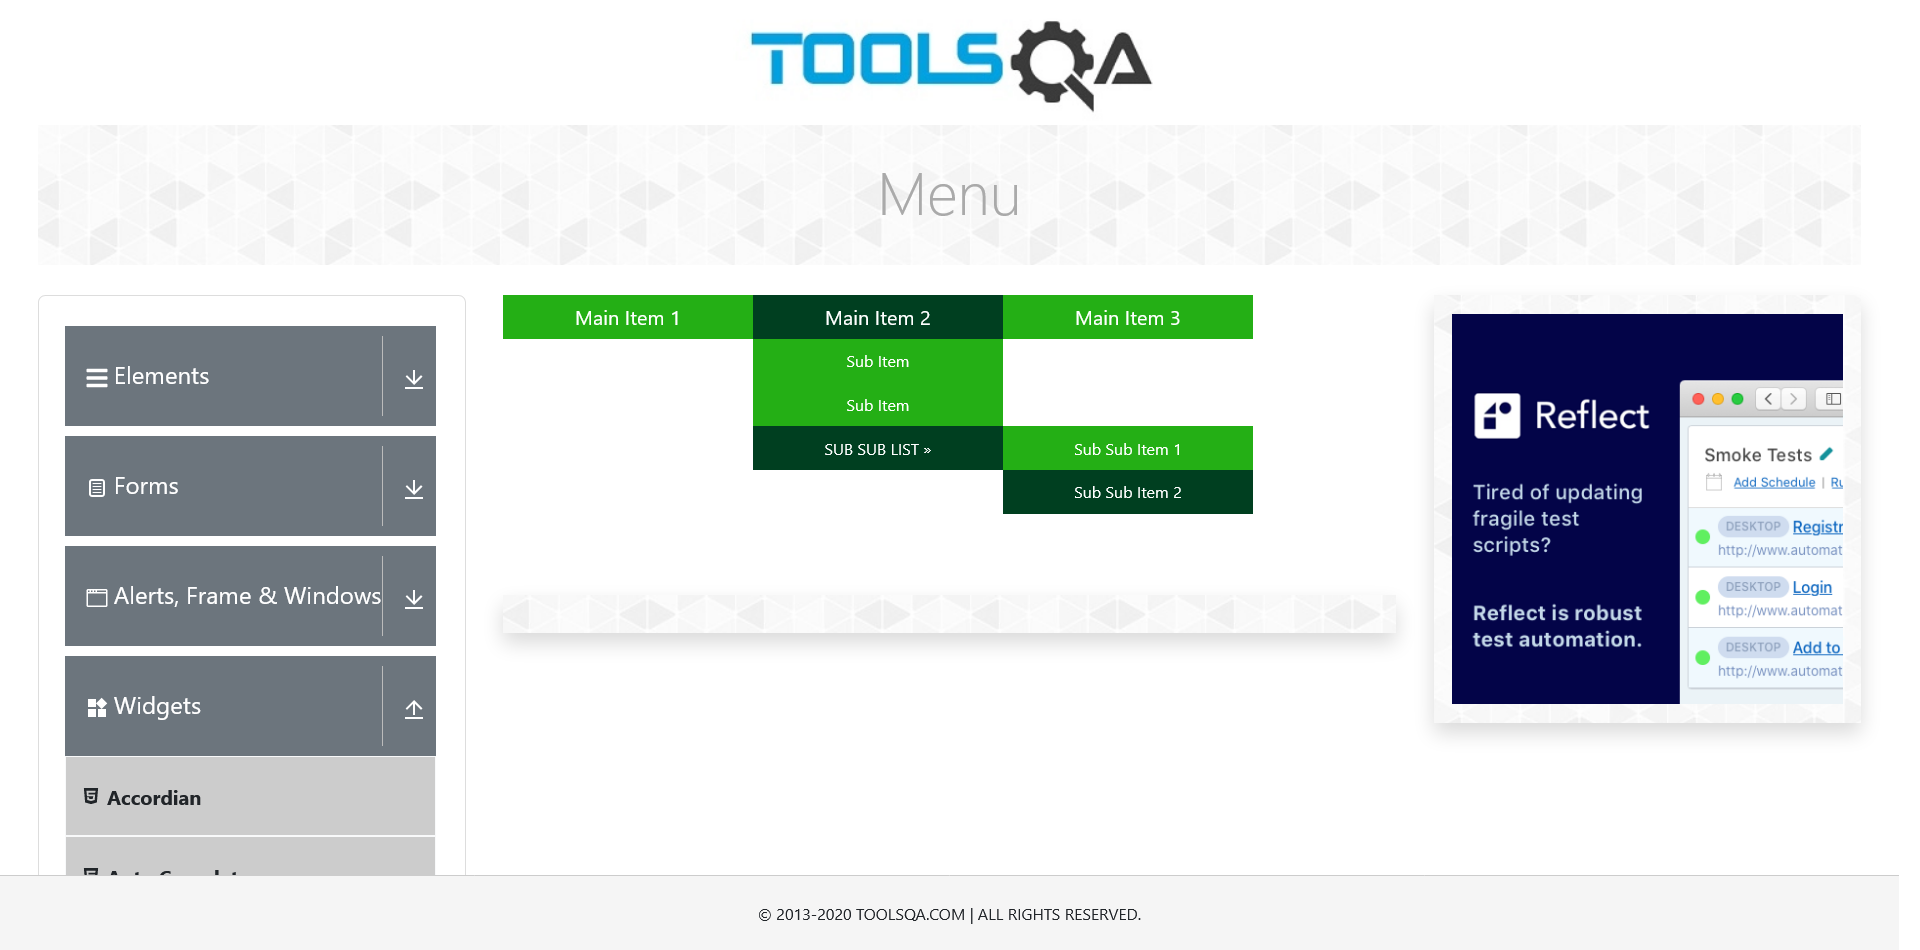 TOOLSQA
Menu
Elements
Forms
Alerts, Frame & Windows
Widgets
Accordian
Main Item 1
Main Item 2
Main Item 3
Sub Item
Sub Item
SUB SUB LIST »
Sub Sub Item 1
Sub Sub Item 2
Reflect
Tired of updating
fragile test
scripts?
Reflect is robust
test automation.
Smoke Tests
Add Schedule | Ru
DESKTOP Registr
http://www.automat
DESKTOP Login
http://www.automat
DESKTOP Add to
http://www.automat
© 2013-2020 TOOLSQA.COM | ALL RIGHTS RESERVED.